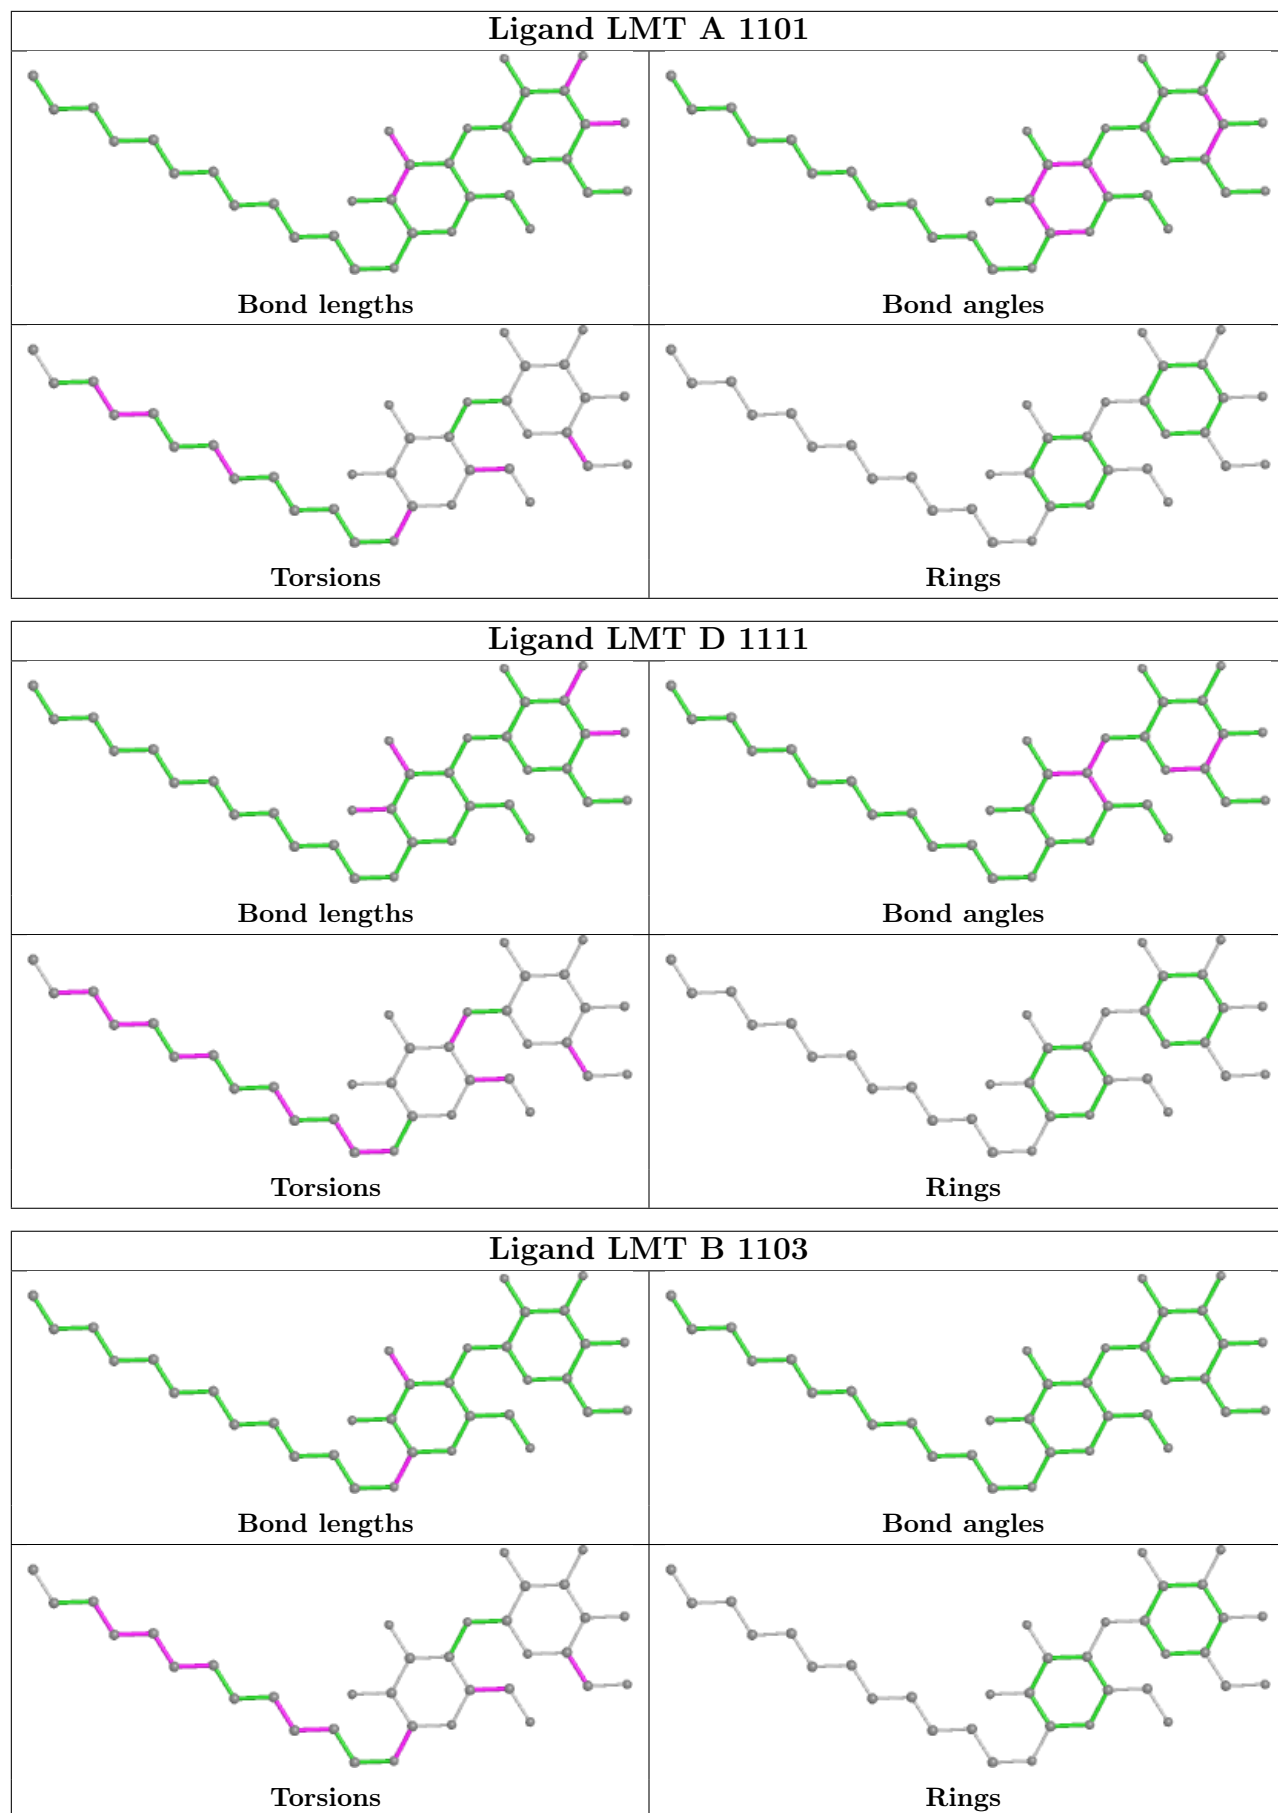 Ligand LMT A 1101
Bond lengths
Bond angles
Torsions
Rings
Ligand LMT D 1111
Bond lengths
Bond angles
Torsions
Rings
Ligand LMT B 1103
Bond lengths
Bond angles
Torsions
Rings